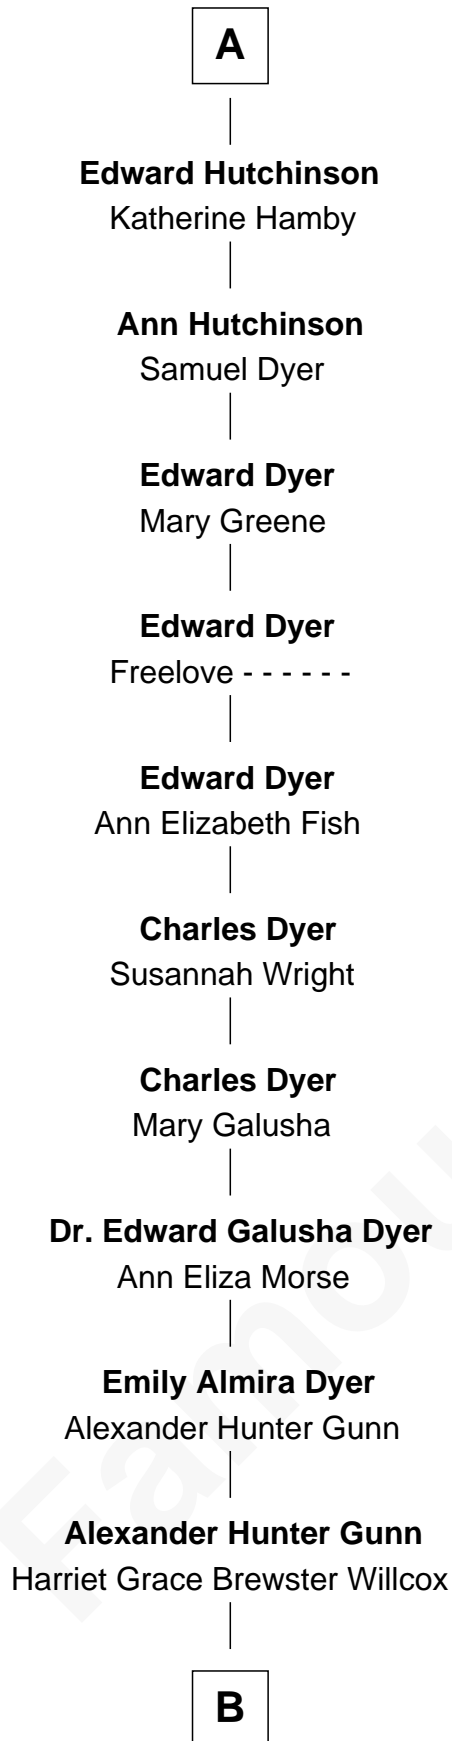 A
Edward Hutchinson
Katherine Hamby
Ann Hutchinson
Samuel Dyer
Edward Dyer
Mary Greene
Edward Dyer
Freelove - - - - - -
Edward Dyer
Ann Elizabeth Fish
Charles Dyer
Susannah Wright
Charles Dyer
Mary Galusha
Dr. Edward Galusha Dyer
Ann Eliza Morse
Emily Almira Dyer
Alexander Hunter Gunn
Alexander Hunter Gunn
Harriet Grace Brewster Willcox
B
Famou